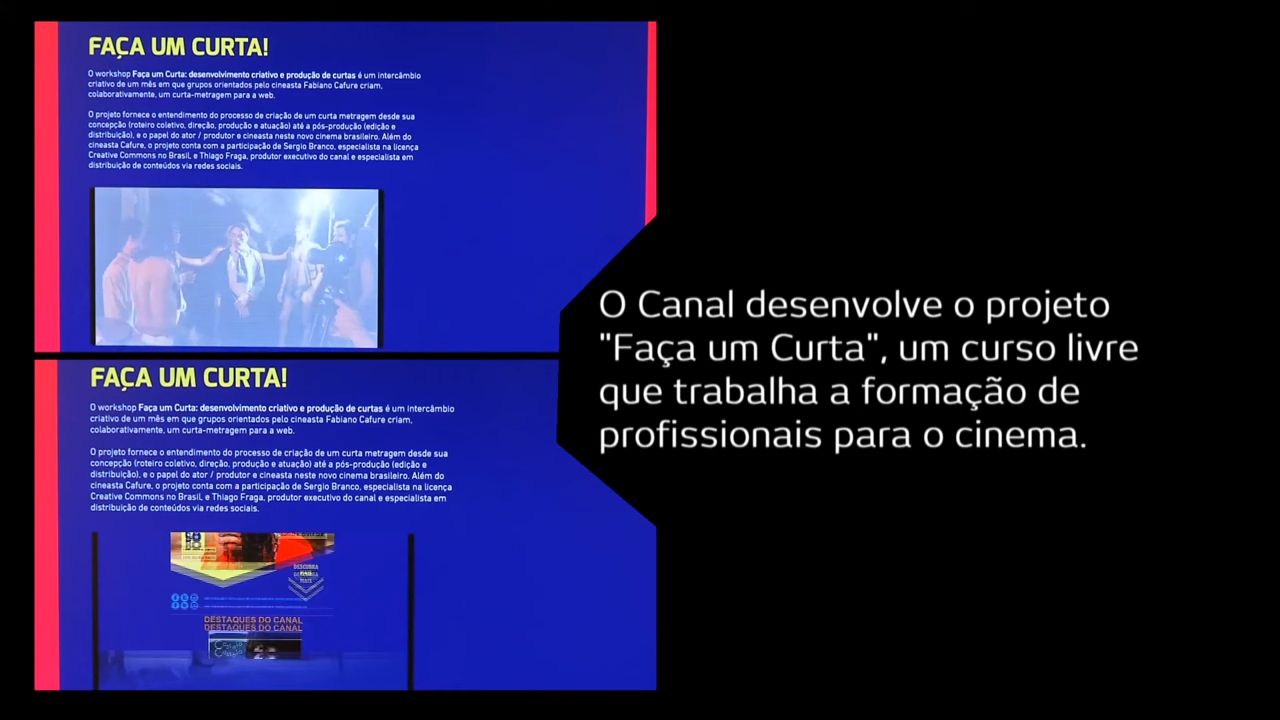 FAÇA UM CURTA!
O workshop Faça um Curta: desenvolvimento criativo e produção de curtas é um intercâmbio
criativo de um mês em que grupos orientados pelo cineasta Fabiano Cafure criam,
colaborativamente, um curta-metragem para a web.
O projeto fornece o entendimento do processo de criação de um curta metragem desde sua
concepção (roteiro coletivo, direção, produção e atuação) até a pós-produção (edição e
distribuição), e o papel do ator / produtor e cineasta neste novo cinema brasileiro. Além do
cineasta Cafure, o projeto conta com a participação de Sergio Branco, especialista na licença
Creative Commons no Brasil, e Thiago Fraga, produtor executivo do canal e especialista em
distribuição de conteúdos via redes sociais.
O Canal desenvolve o projeto
"Faça um Curta", um curso livre
que trabalha a formação de
profissionais para o cinema.
FAÇA UM CURTA!
O workshop Faça um Curta: desenvolvimento criativo e produção de curtas é um intercâmbio
criativo de um mês em que grupos orientados pelo cineasta Fabiano Cafure criam,
colaborativamente, um curta-metragem para a web.
O projeto fornece o entendimento do processo de criação de um curta metragem desde sua
concepção (roteiro coletivo, direção, produção e atuação) até a pós-produção (edição e
distribuição), e o papel do ator / produtor e cineasta neste novo cinema brasileiro. Além do
cineasta Cafure, o projeto conta com a participação de Sergio Branco, especialista na licença
Creative Commons no Brasil, e Thiago Fraga, produtor executivo do canal e especialista em
distribuição de conteúdos via redes sociais.
DESCUBRA
MAIS
DESTAQUES DO CANAL
DESTAQUES DO CANAL